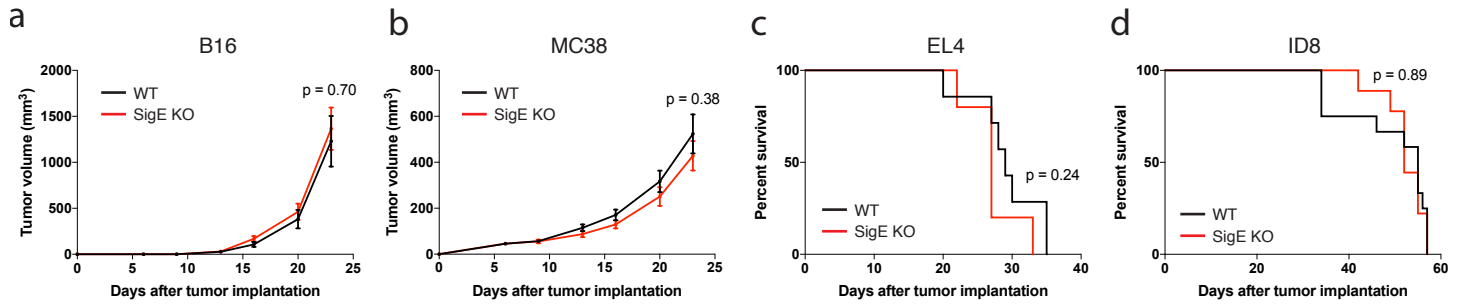 a
B16
Tumor volume (mm³)
2000
1500
1000
500
0
WT
SigE KO
p = 0.70
0 5 10 15 20 25
Days after tumor implantation
b
MC38
Tumor volume (mm³)
800
600
400
200
0
WT
SigE KO
p = 0.38
0 5 10 15 20 25
Days after tumor implantation
c
EL4
Percent survival
100
50
0
p = 0.24
WT
SigE KO
0 10 20 30 40
Days after tumor implantation
d
ID8
Percent survival
100
50
0
p = 0.89
WT
SigE KO
0 20 40 60
Days after tumor implantation